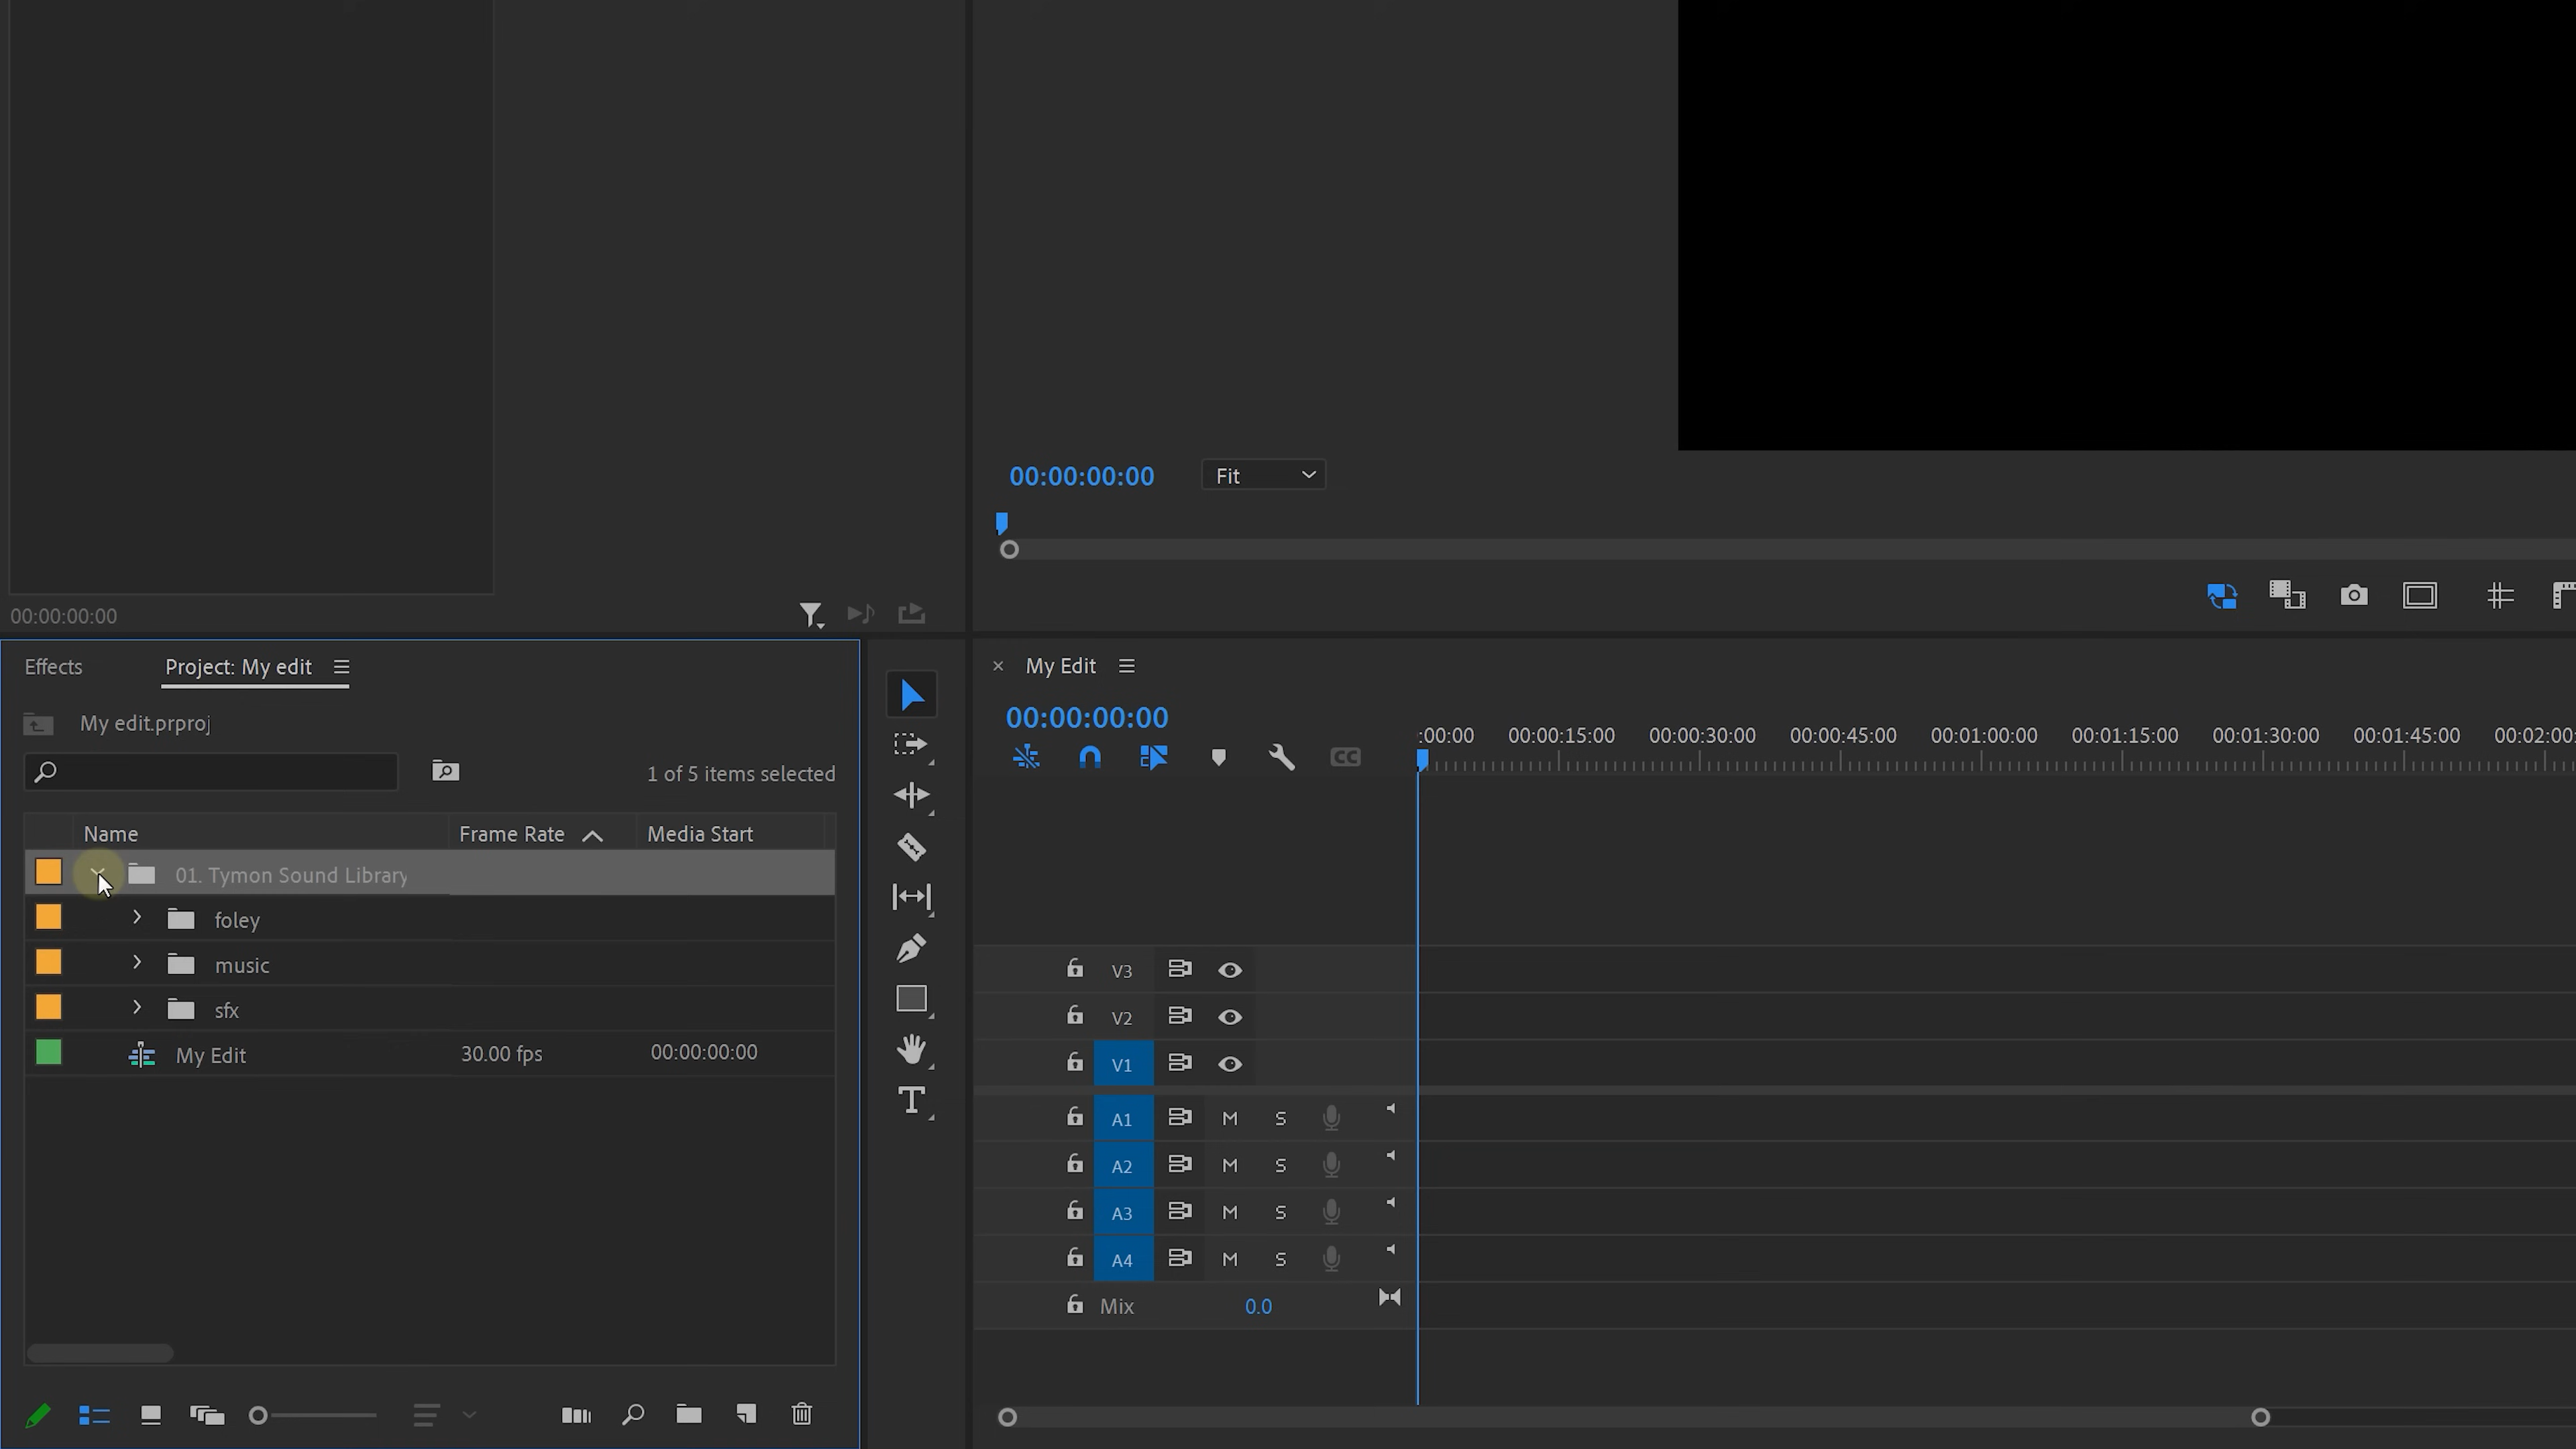 00:00:00:00
Fit
00:00:00:00
Effects
Project: My edit
My edit.prproj
1 of 5 items selected
Name
Frame Rate
Media Start
01. Tymon Sound Library
foley
music
sfx
My Edit
30.00 fps
00:00:00:00
T
My Edit
00:00:00:00
CC
:00:00
00:00:15:00
00:00:30:00
00:00:45:00
00:01:00:00
00:01:15:00
00:01:30:00
00:01:45:00
00:02:00:
V3
V2
V1
A1 M S
A2 M S
A3 M S
A4 M S
Mix 0.0